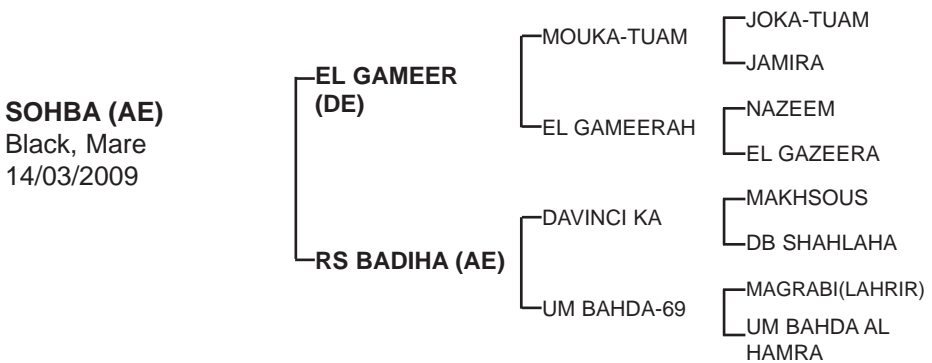 SOHBA (AE)
Black, Mare
14/03/2009
EL GAMEER
(DE)
RS BADIHA (AE)
MOUKA-TUAM
EL GAMEERAH
DAVINCI KA
UM BAHDA-69
JOKA-TUAM
JAMIRA
NAZEEM
EL GAZEERA
MAKHSOUS
DB SHAHLAHA
MAGRABI(LAHRIR)
UM BAHDA AL
HAMRA